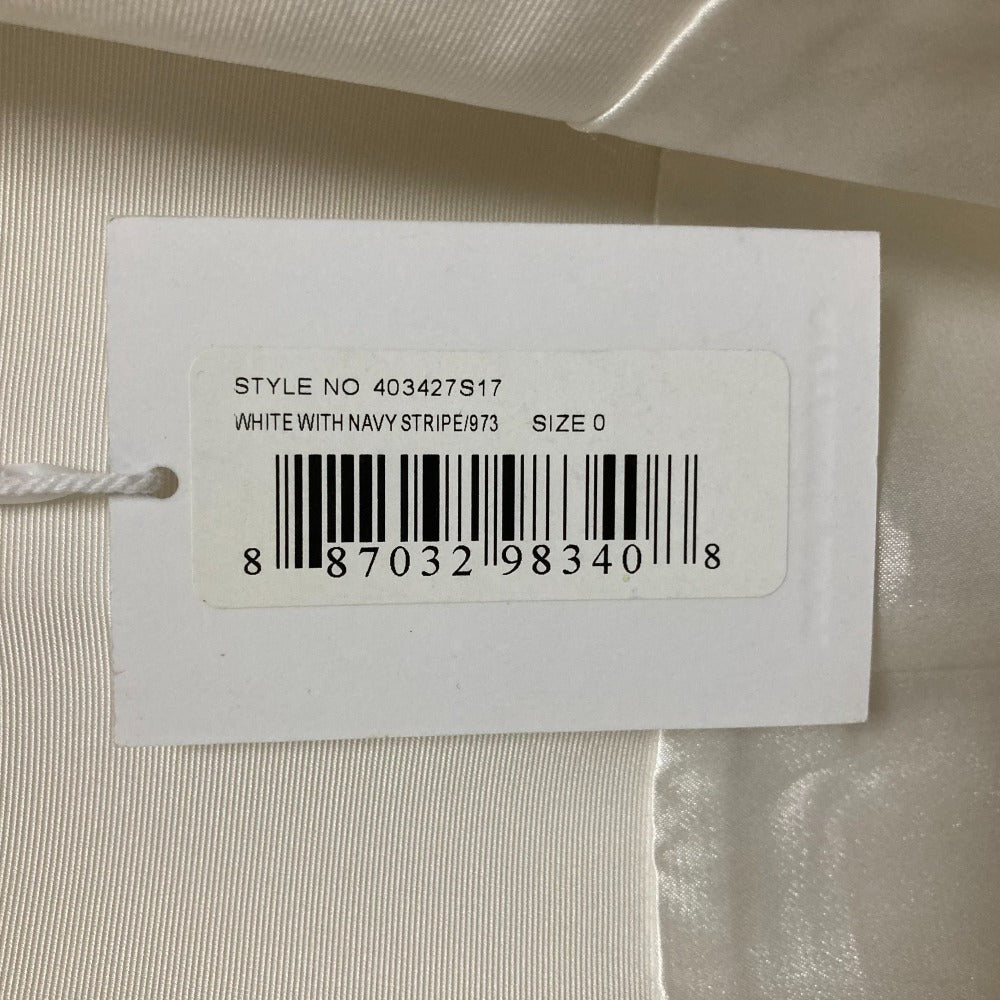 STYLE NO 403427S17
WHITE WITH NAVY STRIPE/973 SIZE 0
8 87032 98340 8